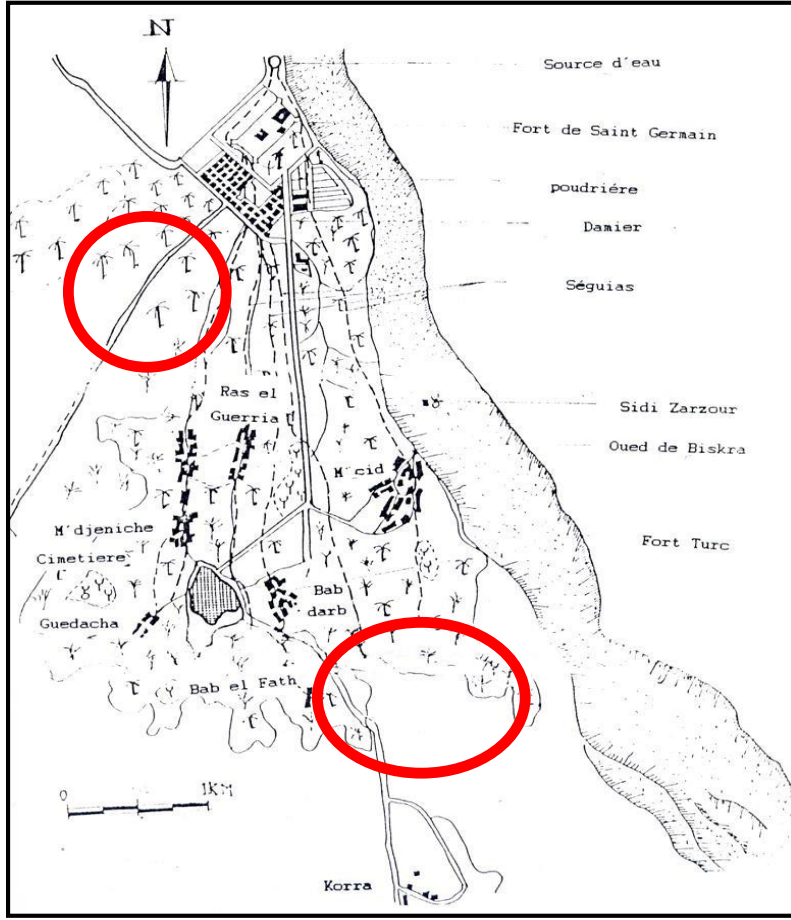 N
Source d'eau
Fort de Saint Germain
poudriére
Damier
Séguias
Ras el
Guerria
Sidi Zarzour
Oued de Biskra
M'cid
M'djeniche
Fort Turc
Cimetiere
Guedacha
Bab
darb
Bab el Fath
0 1KM
Korra